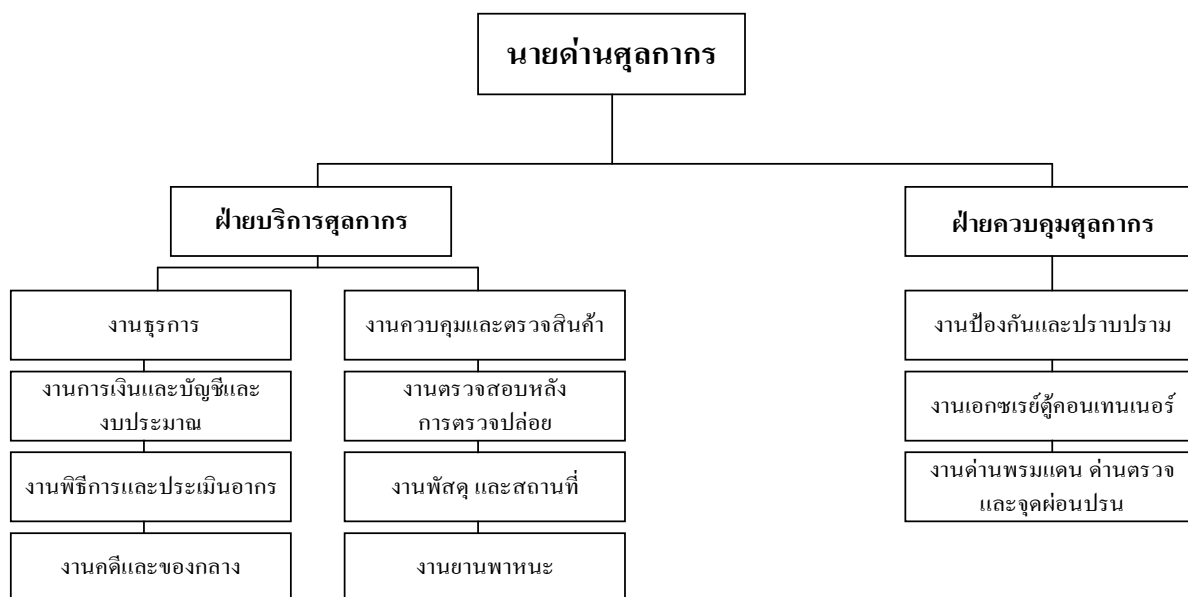 นายด่านศุลกากร
ฝ่ายบริการศุลกากร
ฝ่ายควบคุมศุลกากร
งานธุรการ
งานการเงินและบัญชีและ
งบประมาณ
งานพิธีการและประเมินอากร
งานคดีและของกลาง
งานควบคุมและตรวจสินค้า
งานตรวจสอบหลัง
การตรวจปล่อย
งานพัสดุ และสถานที่
งานยานพาหนะ
งานป้องกันและปราบปราม
งานเอกซเรย์ตู้คอนเทนเนอร์
งานด่านพรมแดน ด่านตรวจ
และจุดผ่อนปรน